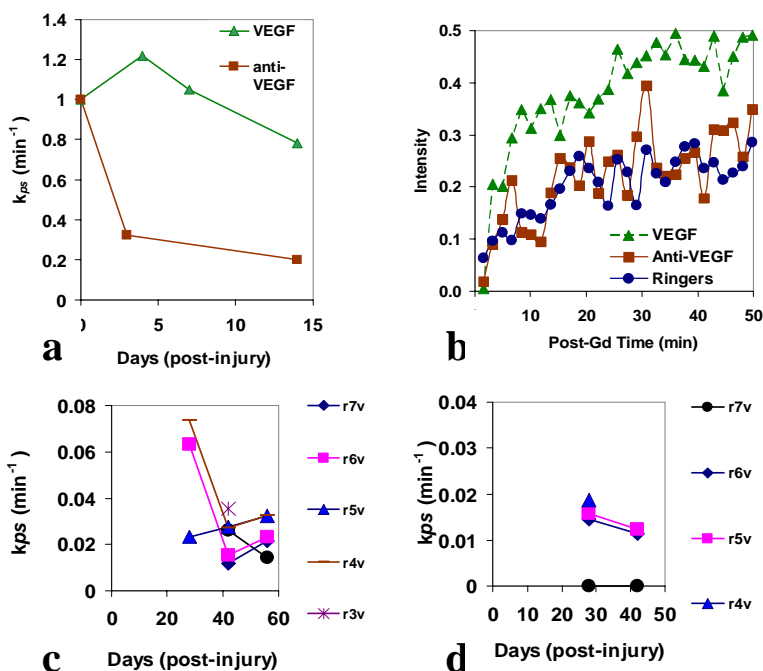 1.4
1.2
1
0.8
0.6
0.4
0.2
0
kps (min⁻¹)
VEGF
anti-
VEGF
0
5
10
15
Days (post-injury)
a
0.5
0.4
0.3
0.2
0.1
0.0
Intensity
VEGF
Anti-VEGF
Ringers
10
20
30
40
50
Post-Gd Time (min)
b
0.08
0.06
0.04
0.02
0
kps (min⁻¹)
0
20
40
60
Days (post-injury)
c
r7v
r6v
r5v
r4v
r3v
0.04
0.03
0.02
0.01
0
kps (min⁻¹)
0
10
20
30
40
50
Days (post-injury)
d
r7v
r6v
r5v
r4v